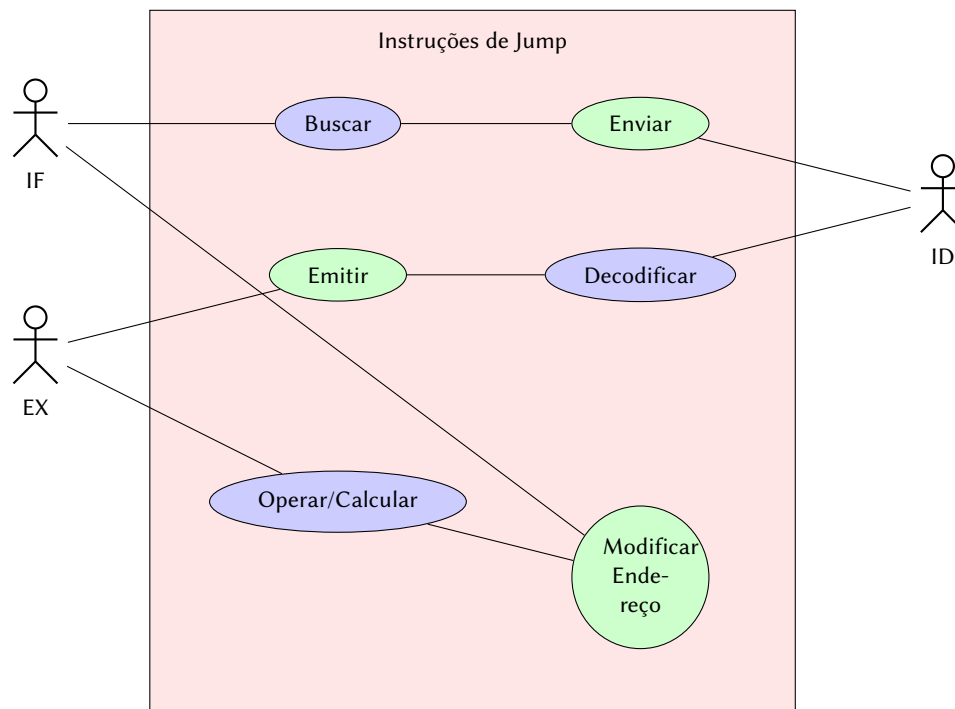 Instruções de Jump
Buscar
Enviar
IF
ID
Emitir
Decodificar
EX
Operar/Calcular
Modificar
Ende-
reço